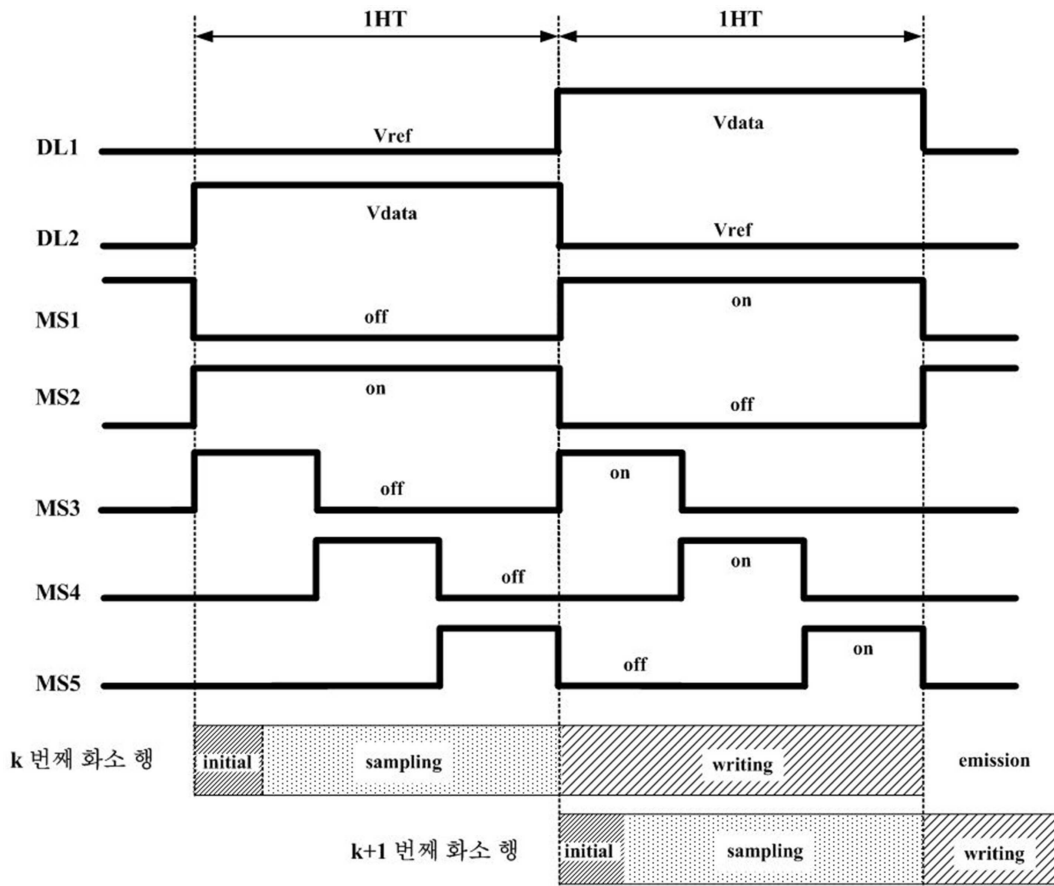 1HT 1HT
DL1 Vref Vdata
DL2 Vdata Vref
MS1 off on
MS2 on off
MS3 off on
MS4 off on
MS5 off on
k 번째 화소 행 initial sampling writing emission
k+1 번째 화소 행 initial sampling writing